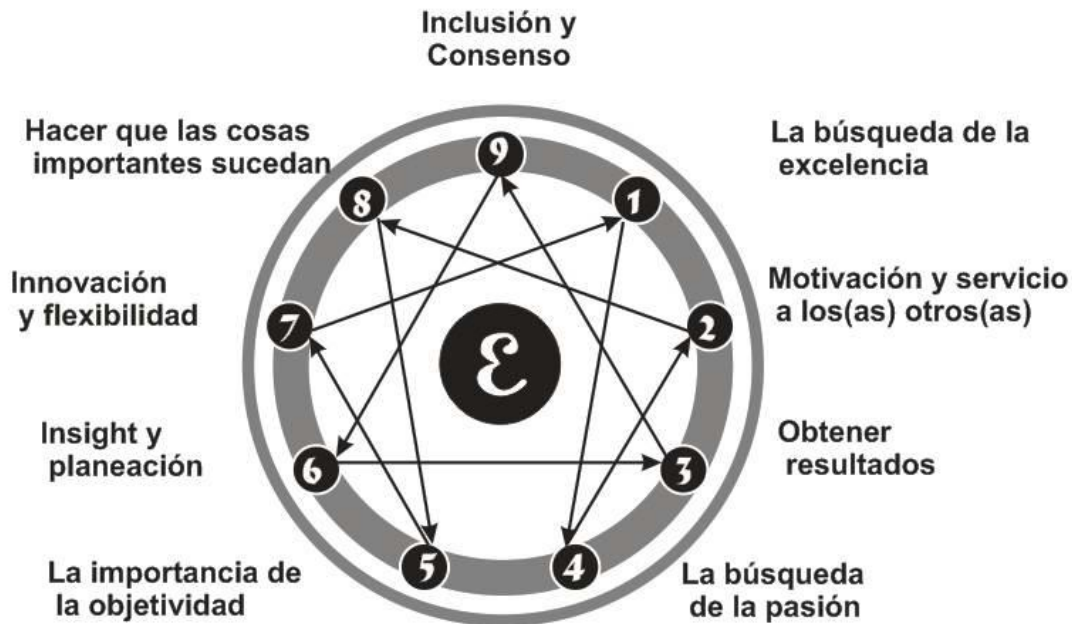 Inclusión y
Consenso
Hacer que las cosas
importantes sucedan
La búsqueda de la
excelencia
9
8
1
Innovación
y flexibilidad
Motivación y servicio
a los(as) otros(as)
7
2
ε
Insight y
planeación
Obtener
resultados
6
3
La importancia de
la objetividad
5
4
La búsqueda
de la pasión